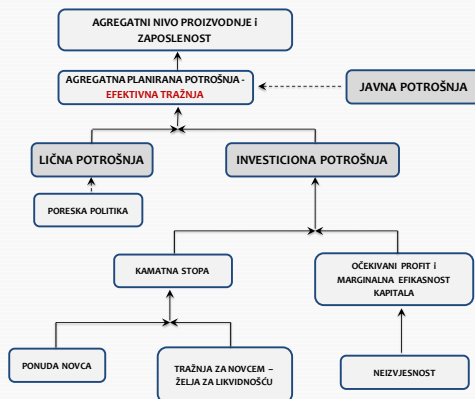 AGREGATNI NIVO PROIZVODNJE i
ZAPOSLENOST
AGREGATNA PLANIRANA POTROŠNJA -
EFEKTIVNA TRAŽNJA
JAVNA POTROŠNJA
LIČNA POTROŠNJA
INVESTICIONA POTROŠNJA
PORESKA POLITIKA
KAMATNA STOPA
OČEKIVANI PROFIT i
MARGINALNA EFIKASNOST
KAPITALA
PONUDA NOVCA
TRAŽNJA ZA NOVCEM –
ŽELJA ZA LIKVIDNOŠĆU
NEIZVJESNOST